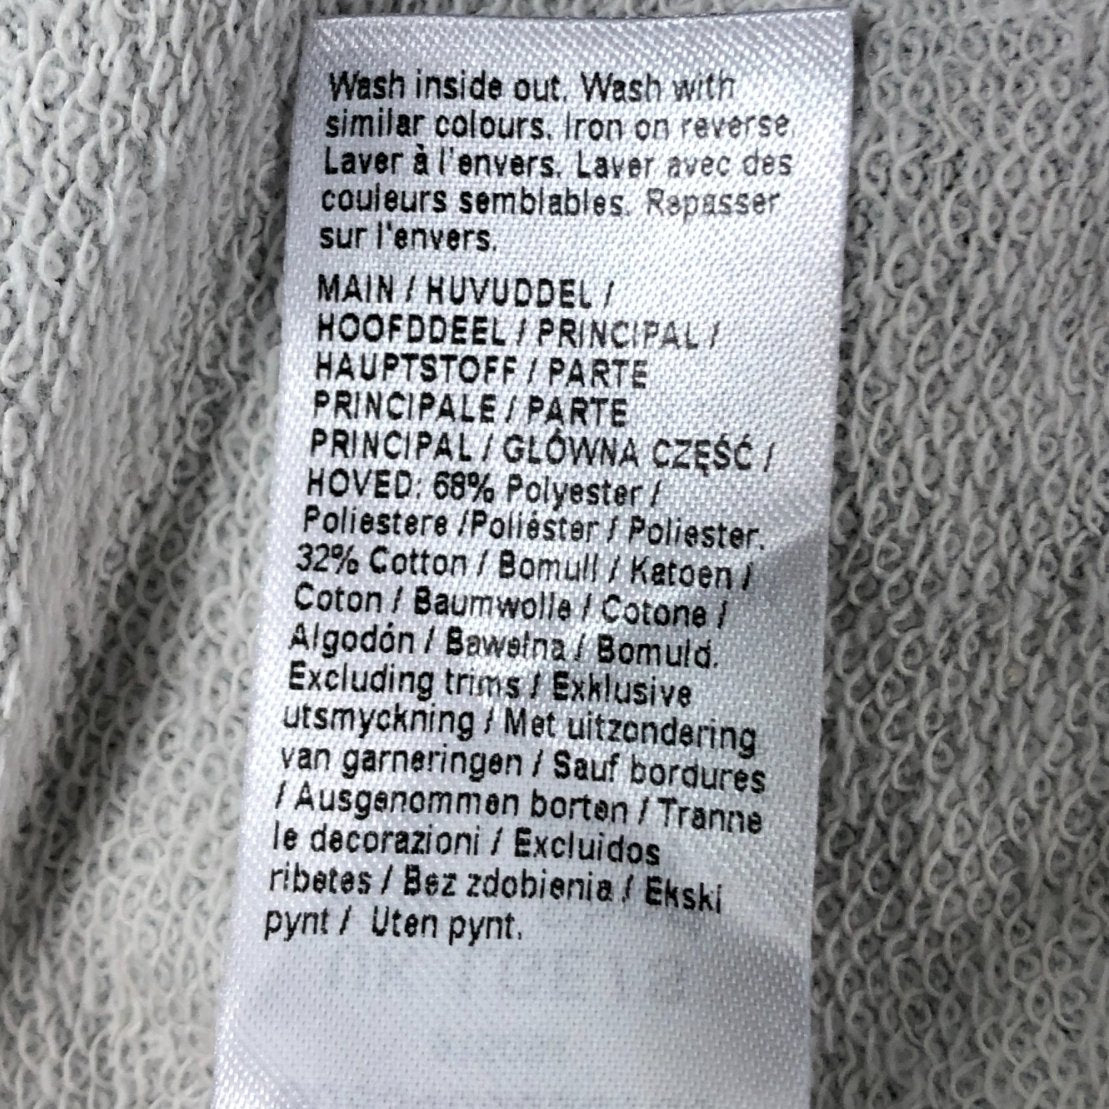 Wash inside out. Wash with
similar colours. Iron on reverse.
Laver à l'envers. Laver avec des
couleurs semblables. Repasser
sur l'envers.
MAIN / HUVUDDEL /
HOOFDDEEL / PRINCIPAL /
HAUPTSTOFF / PARTE
PRINCIPALE / PARTE
PRINCIPAL / GLÓWNA CZĘŚĆ /
HOVED: 68% Polyester /
Poliestere /Poliéster / Poliester.
32% Cotton / Bomull / Katoen /
Coton / Baumwolle / Cotone /
Algodón / Bawełna / Bomuld.
Excluding trims / Exklusive
utsmyckning / Met uitzondering
van garneringen / Sauf bordures
/ Ausgenommen borten / Tranne
le decorazioni / Excluidos
ribetes / Bez zdobienia / Ekski
pynt / Uten pynt.